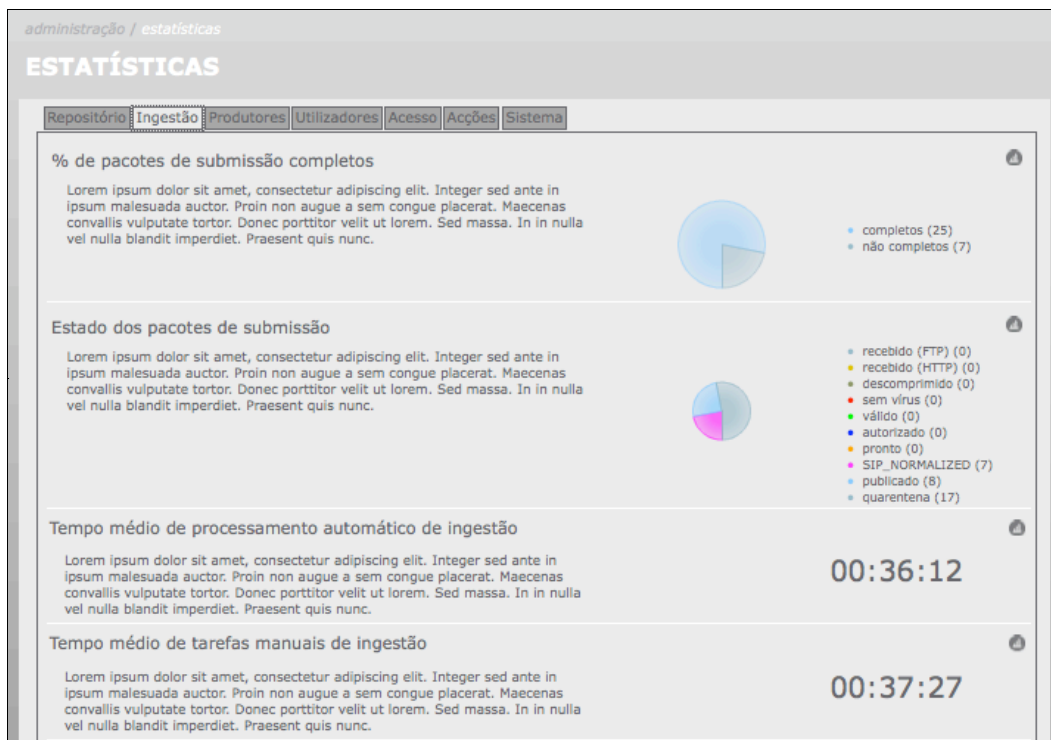 administração / estatísticas
ESTATÍSTICAS
Repositório Ingestão Produtores Utilizadores Acesso Acções Sistema
% de pacotes de submissão completos
Lorem ipsum dolor sit amet, consectetur adipiscing elit. Integer sed ante in
ipsum malesuada auctor. Proin non augue a sem congue placerat. Maecenas
convallis vulputate tortor. Donec porttitor velit ut lorem. Sed massa. In in nulla
vel nulla blandit imperdiet. Praesent quis nunc.
completos (25)
não completos (7)
Estado dos pacotes de submissão
Lorem ipsum dolor sit amet, consectetur adipiscing elit. Integer sed ante in
ipsum malesuada auctor. Proin non augue a sem congue placerat. Maecenas
convallis vulputate tortor. Donec porttitor velit ut lorem. Sed massa. In in nulla
vel nulla blandit imperdiet. Praesent quis nunc.
recebido (FTP) (0)
recebido (HTTP) (0)
descomprimido (0)
sem vírus (0)
válido (0)
autorizado (0)
pronto (0)
SIP_NORMALIZED (7)
publicado (8)
quarentena (17)
Tempo médio de processamento automático de ingestão
Lorem ipsum dolor sit amet, consectetur adipiscing elit. Integer sed ante in
ipsum malesuada auctor. Proin non augue a sem congue placerat. Maecenas
convallis vulputate tortor. Donec porttitor velit ut lorem. Sed massa. In in nulla
vel nulla blandit imperdiet. Praesent quis nunc.
00:36:12
Tempo médio de tarefas manuais de ingestão
Lorem ipsum dolor sit amet, consectetur adipiscing elit. Integer sed ante in
ipsum malesuada auctor. Proin non augue a sem congue placerat. Maecenas
convallis vulputate tortor. Donec porttitor velit ut lorem. Sed massa. In in nulla
vel nulla blandit imperdiet. Praesent quis nunc.
00:37:27